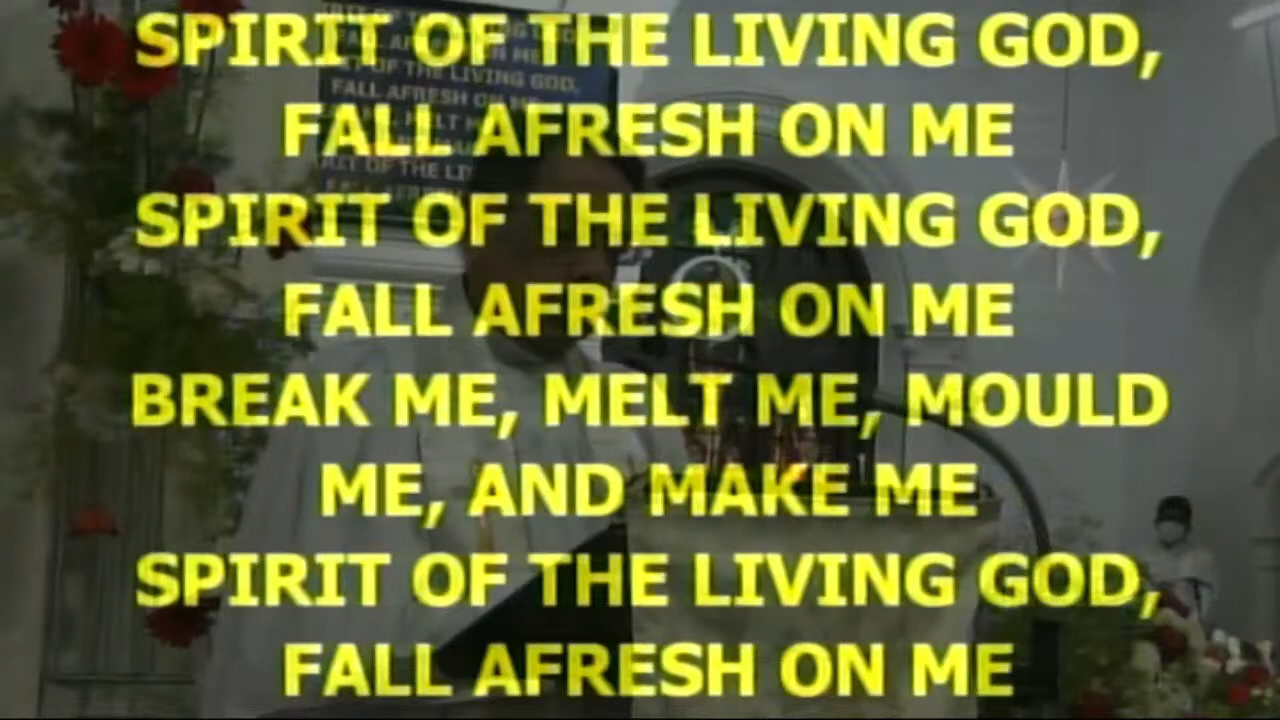 SPIRIT OF THE LIVING GOD,
FALL AFRESH ON ME
SPIRIT OF THE LIVING GOD,
FALL AFRESH ON ME
BREAK ME, MELT ME, MOULD
ME, AND MAKE ME
SPIRIT OF THE LIVING GOD,
FALL AFRESH ON ME